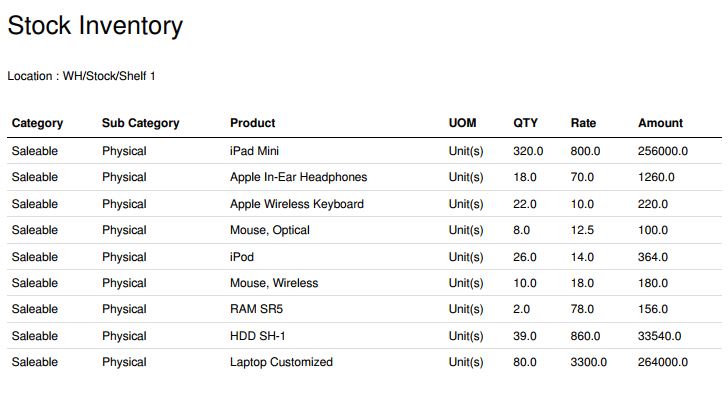 Stock Inventory
Location : WH/Stock/Shelf 1
Category Sub Category Product UOM QTY Rate Amount
Saleable Physical iPad Mini Unit(s) 320.0 800.0 256000.0
Saleable Physical Apple In-Ear Headphones Unit(s) 18.0 70.0 1260.0
Saleable Physical Apple Wireless Keyboard Unit(s) 22.0 10.0 220.0
Saleable Physical Mouse, Optical Unit(s) 8.0 12.5 100.0
Saleable Physical iPod Unit(s) 26.0 14.0 364.0
Saleable Physical Mouse, Wireless Unit(s) 10.0 18.0 180.0
Saleable Physical RAM SR5 Unit(s) 2.0 78.0 156.0
Saleable Physical HDD SH-1 Unit(s) 39.0 860.0 33540.0
Saleable Physical Laptop Customized Unit(s) 80.0 3300.0 264000.0